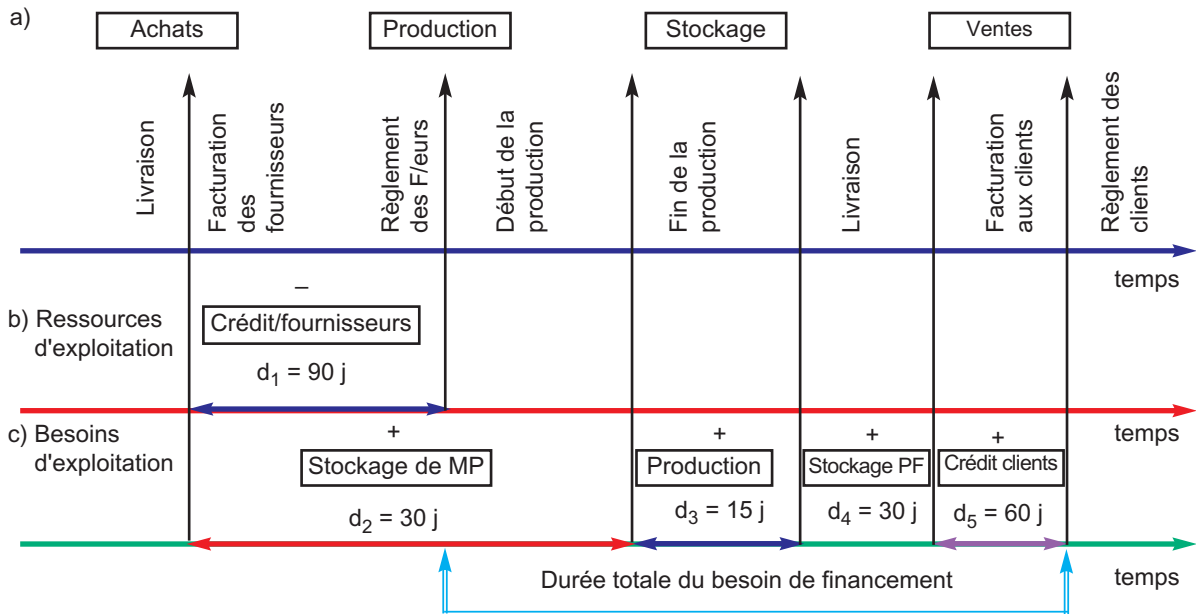 a)
Achats
Production
Stockage
Ventes
Livraison
Facturation
des
fournisseurs
Règlement
des F/eurs
Début de la
production
Fin de la
production
Livraison
Facturation
aux clients
Règlement des
clients
temps
b) Ressources
d'exploitation
–
Crédit/fournisseurs
d1 = 90 j
temps
c) Besoins
d'exploitation
+
Stockage de MP
d2 = 30 j
+
Production
d3 = 15 j
+
Stockage PF
d4 = 30 j
+
Crédit clients
d5 = 60 j
Durée totale du besoin de financement
temps